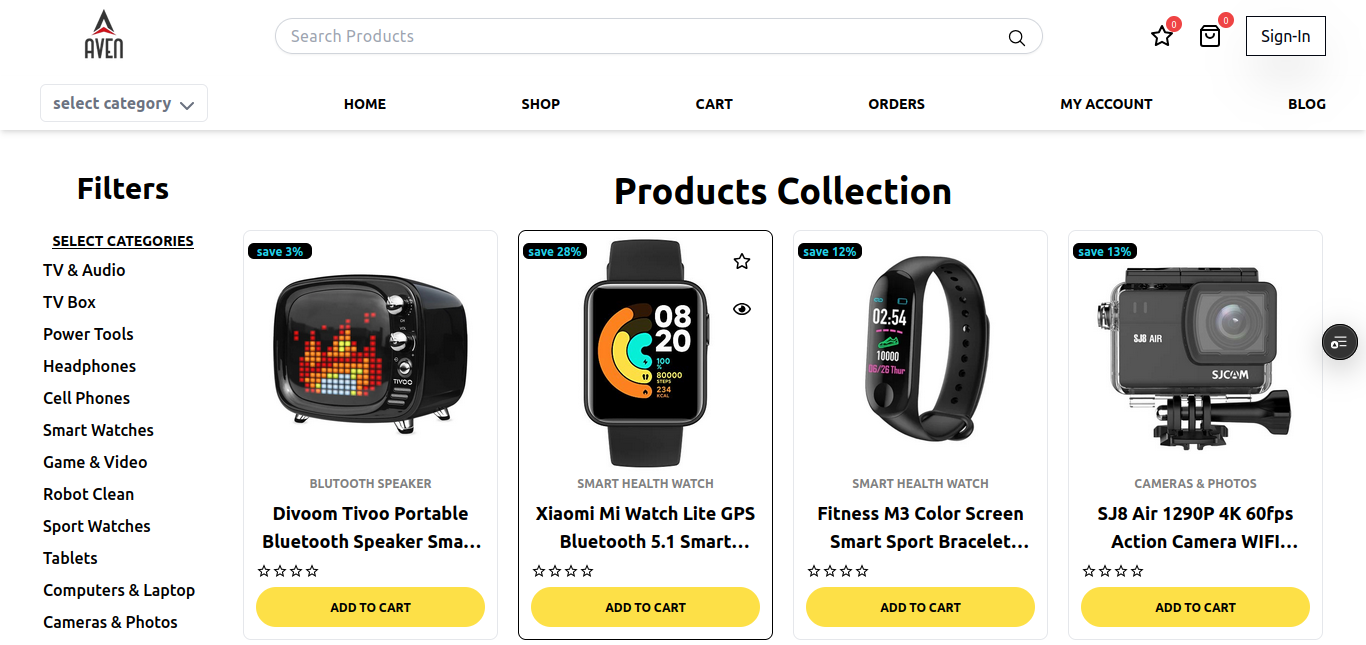 AVEN
Search Products
0
0
Sign-In
select category
HOME
SHOP
CART
ORDERS
MY ACCOUNT
BLOG
Filters
Products Collection
SELECT CATEGORIES
TV & Audio
TV Box
Power Tools
Headphones
Cell Phones
Smart Watches
Game & Video
Robot Clean
Sport Watches
Tablets
Computers & Laptop
Cameras & Photos
save 3%
TIVOO
BLUTOOTH SPEAKER
Divoom Tivoo Portable
Bluetooth Speaker Sma...
ADD TO CART
save 28%
08
20
100
%
80000
STEPS
234
KCAL
SMART HEALTH WATCH
Xiaomi Mi Watch Lite GPS
Bluetooth 5.1 Smart...
ADD TO CART
save 12%
02:54
10000
06/26 Thur
SMART HEALTH WATCH
Fitness M3 Color Screen
Smart Sport Bracelet...
ADD TO CART
save 13%
SJ8 AIR
SJCAM
CAMERAS & PHOTOS
SJ8 Air 1290P 4K 60fps
Action Camera WIFI...
ADD TO CART